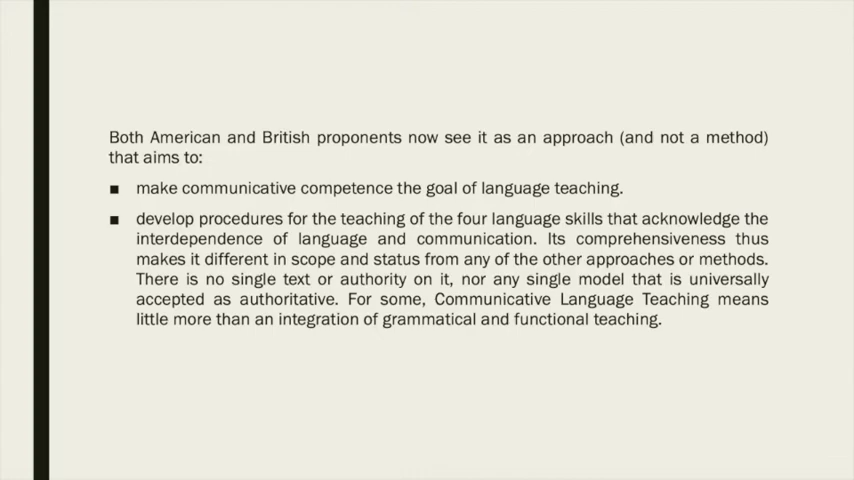 Both American and British proponents now see it as an approach (and not a method)
that aims to:
■ make communicative competence the goal of language teaching.
■ develop procedures for the teaching of the four language skills that acknowledge the
interdependence of language and communication. Its comprehensiveness thus
makes it different in scope and status from any of the other approaches or methods.
There is no single text or authority on it, nor any single model that is universally
accepted as authoritative. For some, Communicative Language Teaching means
little more than an integration of grammatical and functional teaching.